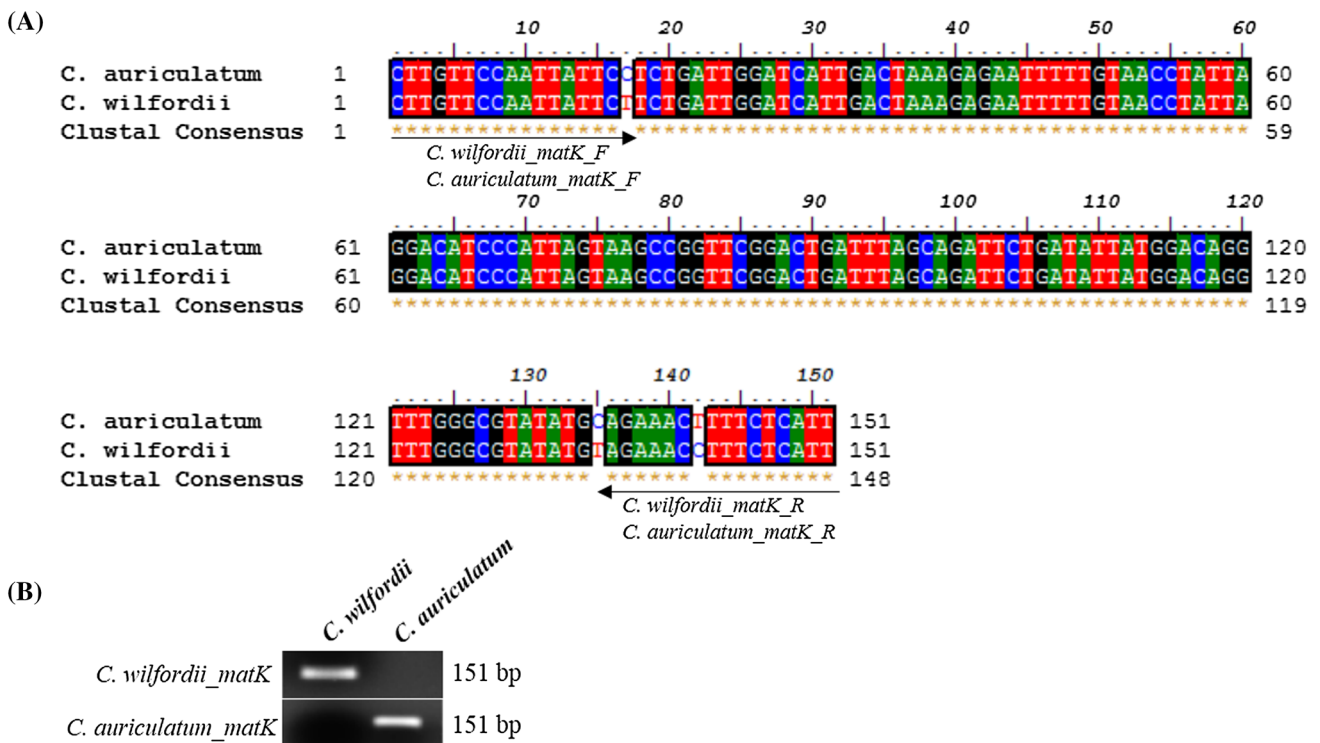 (A)
10 20 30 40 50 60
C. auriculatum 1 CTTGTTCCAATTATTCCTCTGATTGGATCATTGACTAAAGAGAATTTTTGTAACCTATTA 60
C. wilfordii 1 CTTGTTCCAATTATTCTTCTGATTGGATCATTGACTAAAGAGAATTTTTGTAACCTATTA 60
Clustal Consensus 1 **************** ******************************************* 59
C. wilfordii_matK_F
C. auriculatum_matK_F
70 80 90 100 110 120
C. auriculatum 61 GGACATCCCATTAGTAAGCCGGTTCGGACTGATTTAGCAGATTCTGATATTATGGACAGG 120
C. wilfordii 61 GGACATCCCATTAGTAAGCCGGTTCGGACTGATTTAGCAGATTCTGATATTATGGACAGG 120
Clustal Consensus 60 ************************************************************ 119
130 140 150
C. auriculatum 121 TTTGGGCGTATATGCAGAAACTTTTCTCATT 151
C. wilfordii 121 TTTGGGCGTATATGTAGAAACCTTTCTCATT 151
Clustal Consensus 120 ************** ****** ********* 148
C. wilfordii_matK_R
C. auriculatum_matK_R
(B)
C. wilfordii C. auriculatum
C. wilfordii_matK 151 bp
C. auriculatum_matK 151 bp